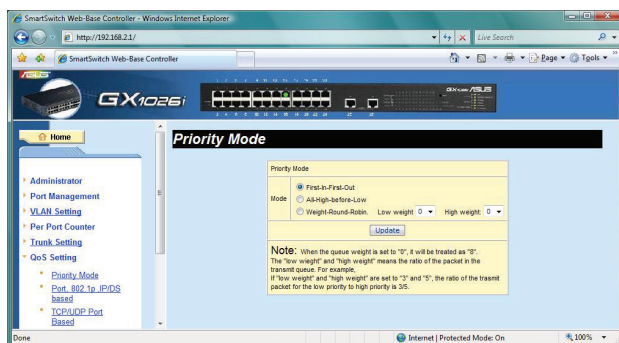 SmartSwitch Web-Base Controller - Windows Internet Explorer
http://192.168.2.1/
Live Search
SmartSwitch Web-Base Controller
Page Tools
ASUS
GX1026i
ASUS
Home
Administrator
Port Management
VLAN Setting
Per Port Counter
Trunk Setting
QoS Setting
Priority Mode
Port, 802.1p ,IP/DS
based
TCP/UDP Port
Based
Priority Mode
Priority Mode
Mode
First-In-First-Out
All-High-before-Low
Weight-Round-Robin. Low weight: 0 High weight: 0
Update
Note: When the queue weight is set to "0", it will be treated as "8".
The "low weight" and "high weight" means the ratio of the packet in the
transmit queue. For example,
If "low weight" and "high weight" are set to "3" and "5", the ratio of the trasmit
packet for the low priority to high priority is 3/5.
Done
Internet | Protected Mode: On
100%